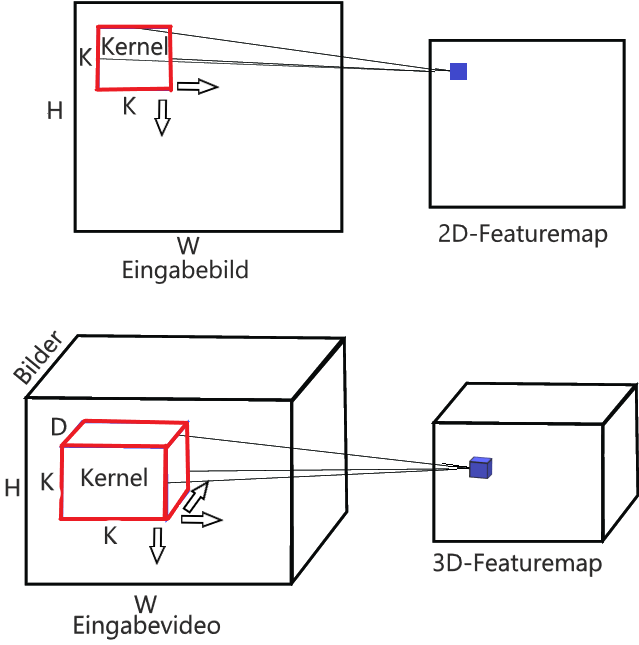 Kernel
K
K
H
W
Eingabebild
2D-Featuremap
Bilder
D
K
Kernel
H
K
W
Eingabevideo
3D-Featuremap